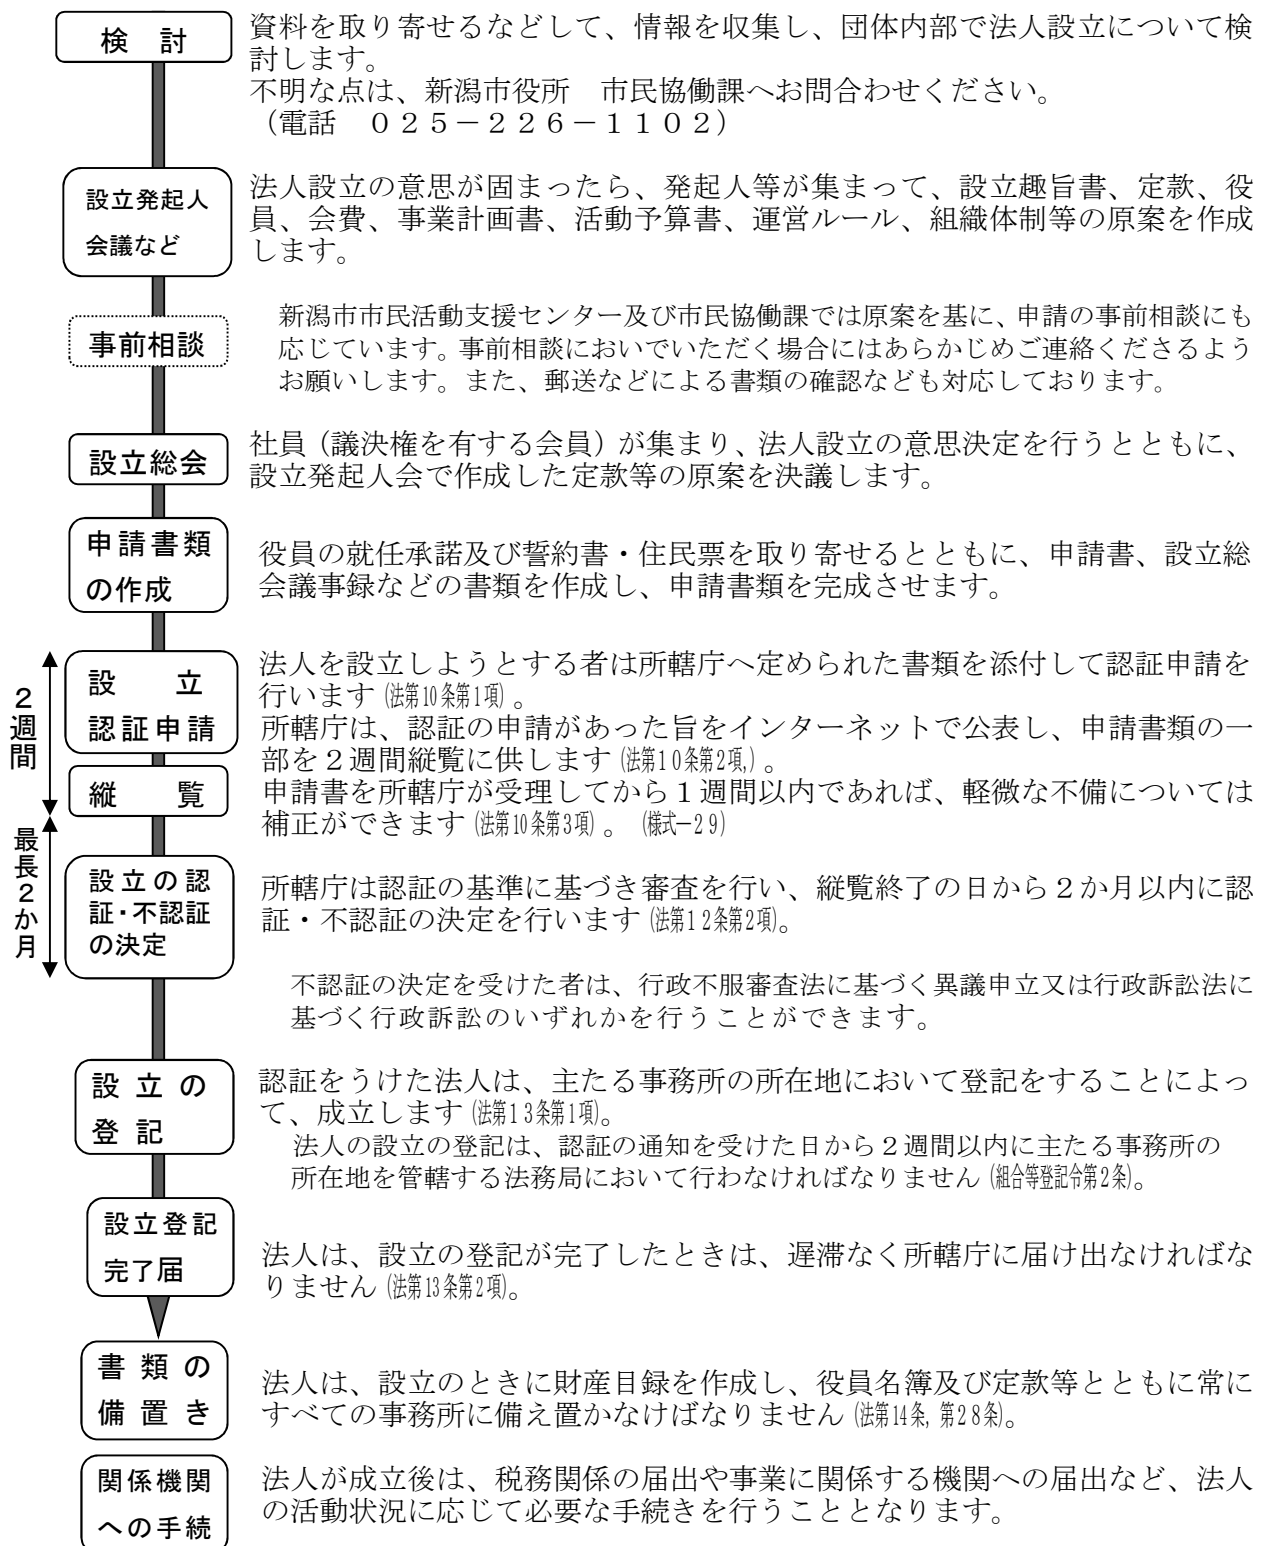 検　討
資料を取り寄せるなどして、情報を収集し、団体内部で法人設立について検
討します。
不明な点は、新潟市役所　市民協働課へお問合わせください。
（電話　０２５－２２６－１１０２）
設立発起人
会議など
法人設立の意思が固まったら、発起人等が集まって、設立趣旨書、定款、役
員、会費、事業計画書、活動予算書、運営ルール、組織体制等の原案を作成
します。
事前相談
新潟市市民活動支援センター及び市民協働課では原案を基に、申請の事前相談にも
応じています。事前相談においでいただく場合にはあらかじめご連絡くださるよう
お願いします。また、郵送などによる書類の確認なども対応しております。
設立総会
社員（議決権を有する会員）が集まり、法人設立の意思決定を行うとともに、
設立発起人会で作成した定款等の原案を決議します。
申請書類
の作成
役員の就任承諾及び誓約書・住民票を取り寄せるとともに、申請書、設立総
会議事録などの書類を作成し、申請書類を完成させます。
２週間
設　立
認証申請
法人を設立しようとする者は所轄庁へ定められた書類を添付して認証申請を
行います(法第10条第1項)。
所轄庁は、認証の申請があった旨をインターネットで公表し、申請書類の一
部を２週間縦覧に供します(法第10条第2項,)。
縦　覧
申請書を所轄庁が受理してから１週間以内であれば、軽微な不備については
補正ができます(法第10条第3項)。(様式－29)
最長２か月
設立の認
証・不認証
の決定
所轄庁は認証の基準に基づき審査を行い、縦覧終了の日から２か月以内に認
証・不認証の決定を行います(法第12条第2項)。
不認証の決定を受けた者は、行政不服審査法に基づく異議申立又は行政訴訟法に
基づく行政訴訟のいずれかを行うことができます。
設立の
登記
認証をうけた法人は、主たる事務所の所在地において登記をすることによっ
て、成立します(法第13条第1項)。
法人の設立の登記は、認証の通知を受けた日から２週間以内に主たる事務所の
所在地を管轄する法務局において行わなければなりません(組合等登記令第2条)。
設立登記
完了届
法人は、設立の登記が完了したときは、遅滞なく所轄庁に届け出なければな
りません(法第13条第2項)。
書類の
備置き
法人は、設立のときに財産目録を作成し、役員名簿及び定款等とともに常に
すべての事務所に備え置かなけばなりません(法第14条,第28条)。
関係機関
への手続
法人が成立後は、税務関係の届出や事業に関係する機関への届出など、法人
の活動状況に応じて必要な手続きを行うこととなります。